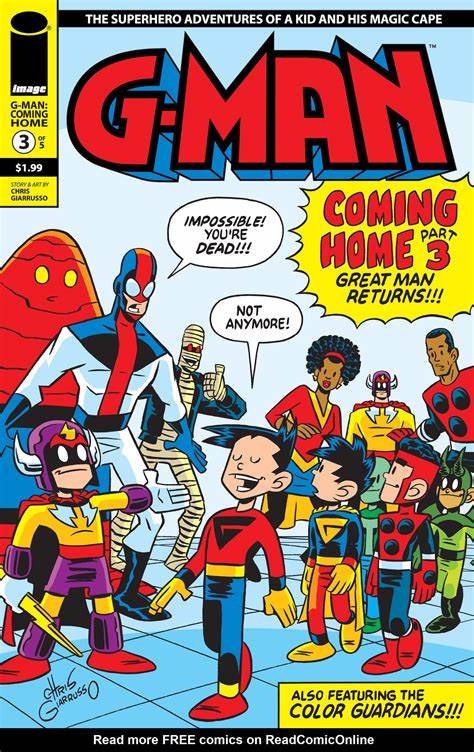 THE SUPERHERO ADVENTURES OF A KID AND HIS MAGIC CAPE
image
G-MAN:
COMING
HOME
3 OF 5
$1.99
STORY & ART BY
CHRIS
GIARRUSSO
G-MAN™
COMING
HOME PART 3
GREAT MAN
RETURNS!!!
IMPOSSIBLE!
YOU'RE
DEAD!!!
NOT
ANYMORE!
CHRIS
GIARRUSSO
ALSO FEATURING THE
COLOR GUARDIANS!!!
Read more FREE comics on ReadComicOnline